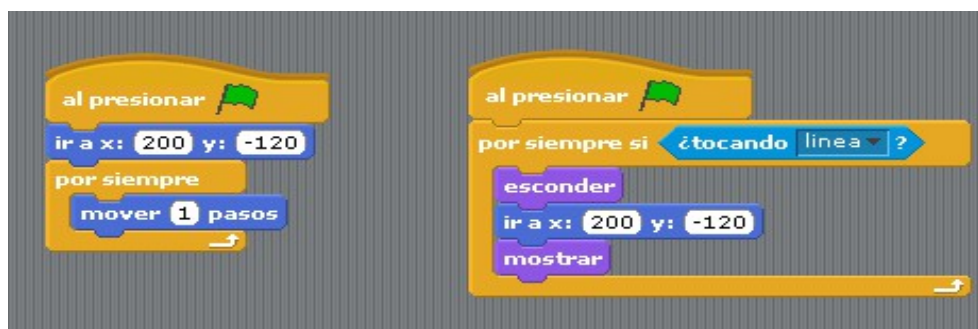 al presionar
ir a x: 200 y: -120
por siempre
mover 1 pasos
al presionar
por siempre si ¿tocando linea ?
esconder
ir a x: 200 y: -120
mostrar